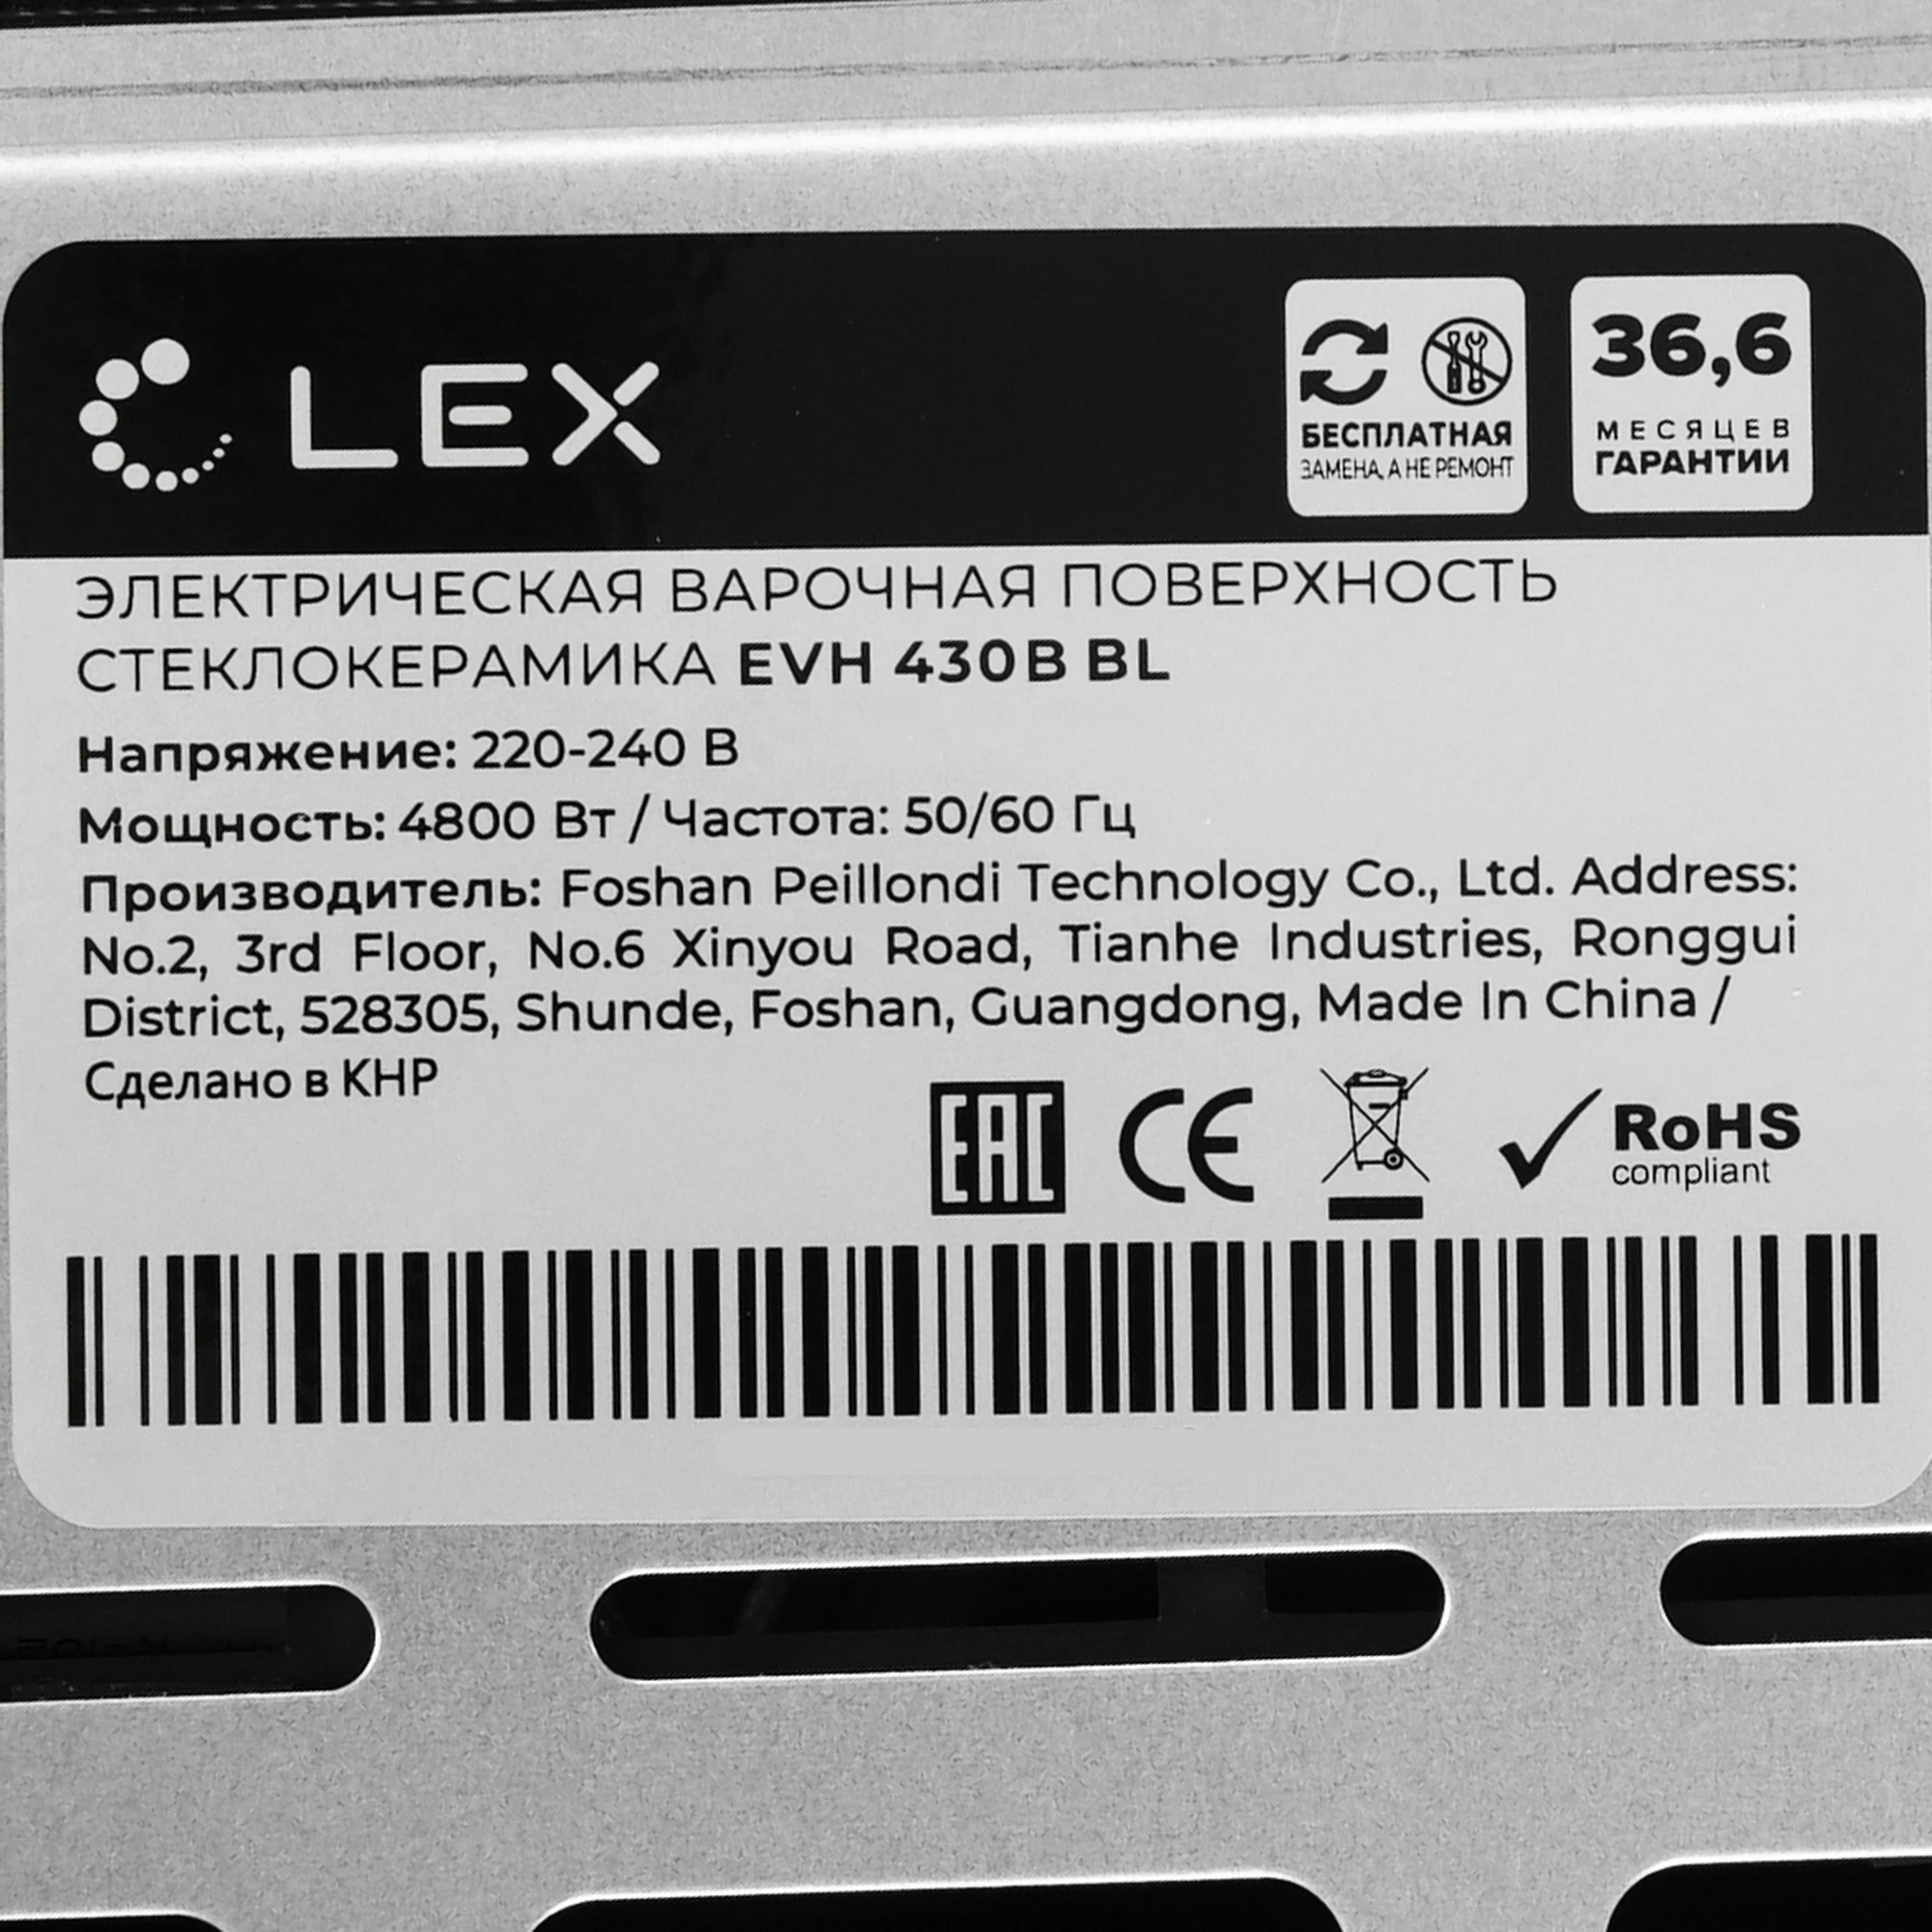 LEX
БЕСПЛАТНАЯ
ЗАМЕНА, А НЕ РЕМОНТ
36,6
МЕСЯЦЕВ
ГАРАНТИИ
ЭЛЕКТРИЧЕСКАЯ ВАРОЧНАЯ ПОВЕРХНОСТЬ
СТЕКЛОКЕРАМИКА EVH 430B BL
Напряжение: 220-240 В
Мощность: 4800 Вт / Частота: 50/60 Гц
Производитель: Foshan Peillondi Technology Co., Ltd. Address:
No.2, 3rd Floor, No.6 Xinyou Road, Tianhe Industries, Ronggui
District, 528305, Shunde, Foshan, Guangdong, Made In China /
Сделано в КНР
EAC CE RoHS
compliant